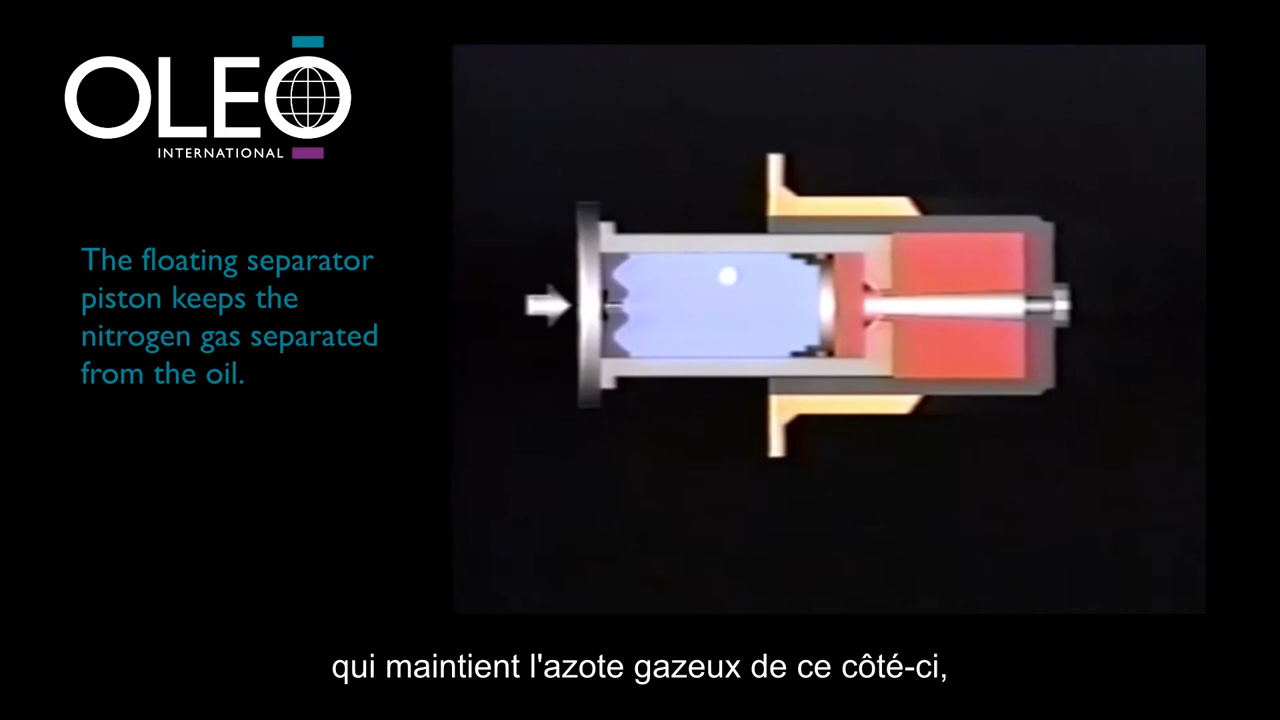 OLEO
INTERNATIONAL
The floating separator
piston keeps the
nitrogen gas separated
from the oil.
qui maintient l'azote gazeux de ce côté-ci,